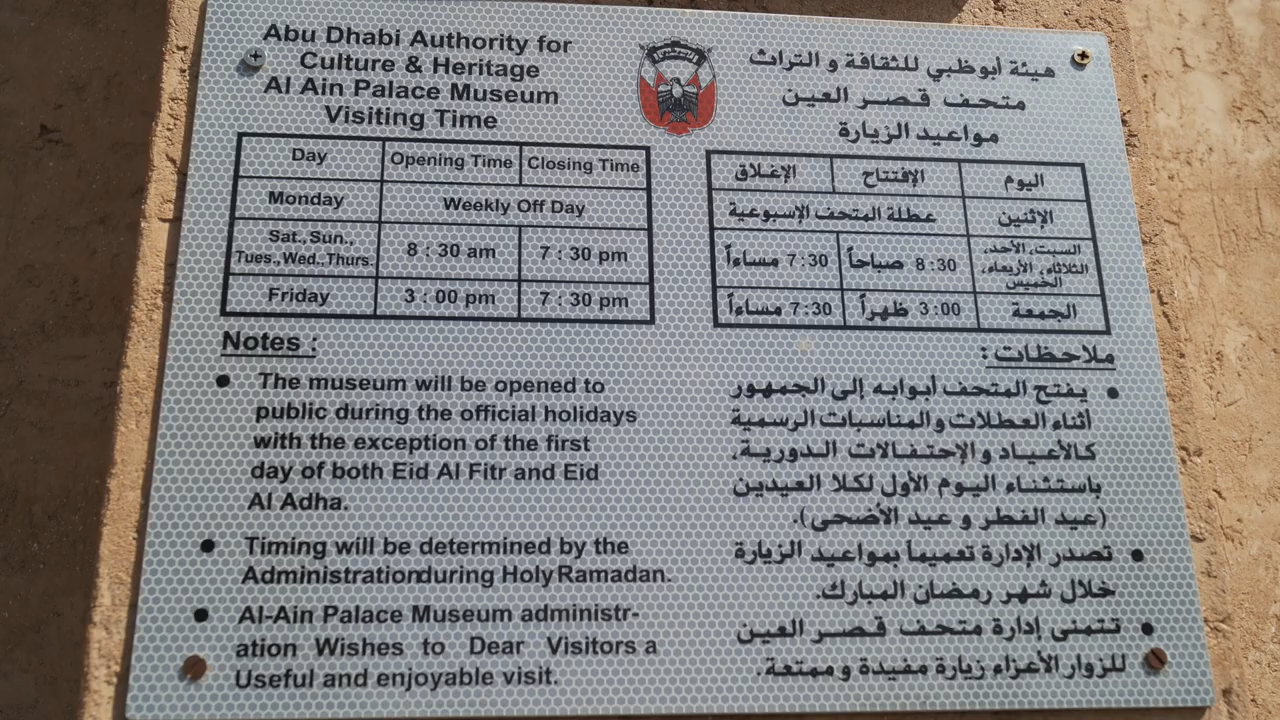 Abu Dhabi Authority for
Culture & Heritage
Al Ain Palace Museum
Visiting Time
Day Opening Time Closing Time
Monday Weekly Off Day
Sat., Sun.,
Tues., Wed., Thurs. 8 : 30 am 7 : 30 pm
Friday 3 : 00 pm 7 : 30 pm
Notes :
• The museum will be opened to
public during the official holidays
with the exception of the first
day of both Eid Al Fitr and Eid
Al Adha.
• Timing will be determined by the
Administration during Holy Ramadan.
• Al-Ain Palace Museum administr-
ation Wishes to Dear Visitors a
Useful and enjoyable visit.
هيئة أبوظبي للثقافة و التراث
متحف قصر العين
مواعيد الزيارة
اليوم الإفتتاح الإغلاق
الإثنين عطلة المتحف الإسبوعية
السبت، الأحد،
الثلاثاء، الأربعاء، 8:30 صباحاً 7:30 مساءاً
الخميس
الجمعة 3:00 ظهراً 7:30 مساءاً
ملاحظات :
• يفتح المتحف أبوابه إلى الجمهور
أثناء العطلات والمناسبات الرسمية
كالأعياد والإحتفالات الدورية،
باستثناء اليوم الأول لكلا العيدين
(عيد الفطر و عيد الأضحى).
• تصدر الإدارة تعميماً بمواعيد الزيارة
خلال شهر رمضان المبارك.
• تتمنى إدارة متحف قصر العين
للزوار الأعزاء زيارة مفيدة وممتعة.